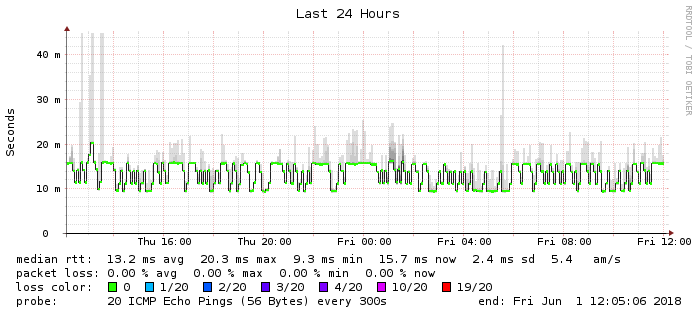 Last 24 Hours
RRDTOOL / TOBI OETIKER
Seconds
40 m
30 m
20 m
10 m
0
Thu 16:00 Thu 20:00 Fri 00:00 Fri 04:00 Fri 08:00 Fri 12:00
median rtt: 13.2 ms avg 20.3 ms max 9.3 ms min 15.7 ms now 2.4 ms sd 5.4 am/s
packet loss: 0.00 % avg 0.00 % max 0.00 % min 0.00 % now
loss color: 0 1/20 2/20 3/20 4/20 10/20 19/20
probe: 20 ICMP Echo Pings (56 Bytes) every 300s end: Fri Jun 1 12:05:06 2018